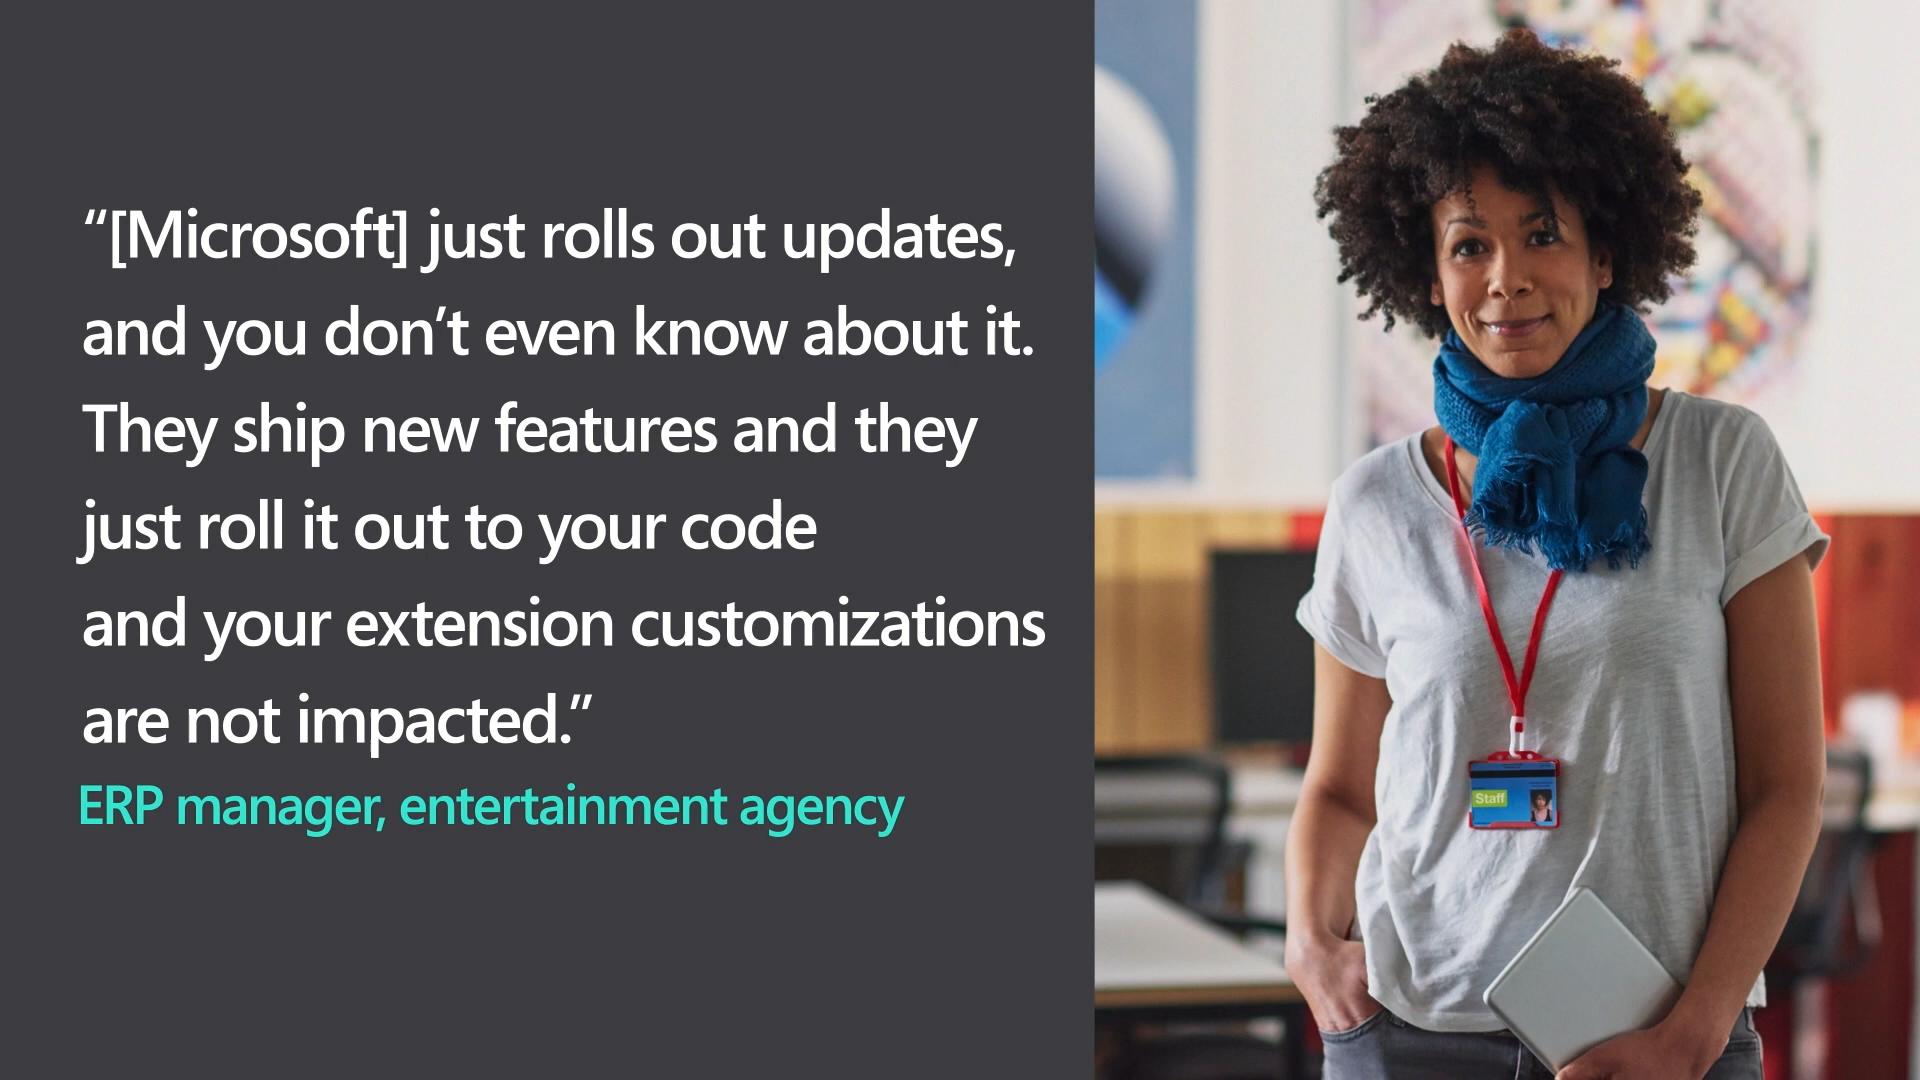 “[Microsoft] just rolls out updates,
and you don’t even know about it.
They ship new features and they
just roll it out to your code
and your extension customizations
are not impacted.”
ERP manager, entertainment agency
Staff